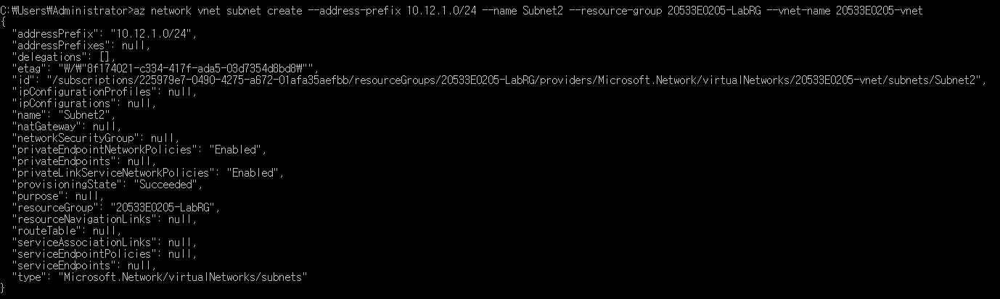 C:₩Users₩Administrator>az network vnet subnet create --address-prefix 10.12.1.0/24 --name Subnet2 --resource-group 20533E0205-LabRG --vnet-name 20533E0205-vnet
{
  "addressPrefix": "10.12.1.0/24",
  "addressPrefixes": null,
  "delegations": [],
  "etag": "W/₩"8f174021-c334-417f-ada5-03d7354d8bd8₩"",
  "id": "/subscriptions/225979e7-0490-4275-a672-01afa35aefbb/resourceGroups/20533E0205-LabRG/providers/Microsoft.Network/virtualNetworks/20533E0205-vnet/subnets/Subnet2",
  "ipConfigurationProfiles": null,
  "ipConfigurations": null,
  "name": "Subnet2",
  "natGateway": null,
  "networkSecurityGroup": null,
  "privateEndpointNetworkPolicies": "Enabled",
  "privateEndpoints": null,
  "privateLinkServiceNetworkPolicies": "Enabled",
  "provisioningState": "Succeeded",
  "purpose": null,
  "resourceGroup": "20533E0205-LabRG",
  "resourceNavigationLinks": null,
  "routeTable": null,
  "serviceAssociationLinks": null,
  "serviceEndpointPolicies": null,
  "serviceEndpoints": null,
  "type": "Microsoft.Network/virtualNetworks/subnets"
}